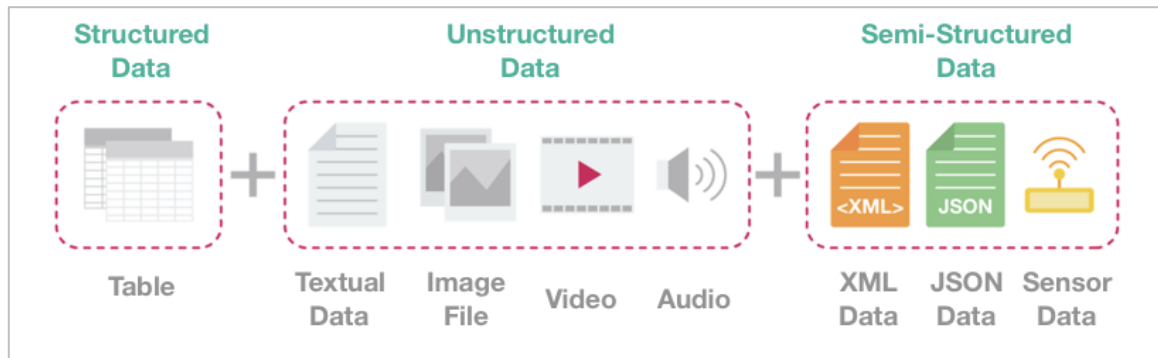 Structured
Data
Unstructured
Data
Semi-Structured
Data
<XML>
JSON
Table
Textual
Data
Image
File
Video
Audio
XML
Data
JSON
Data
Sensor
Data